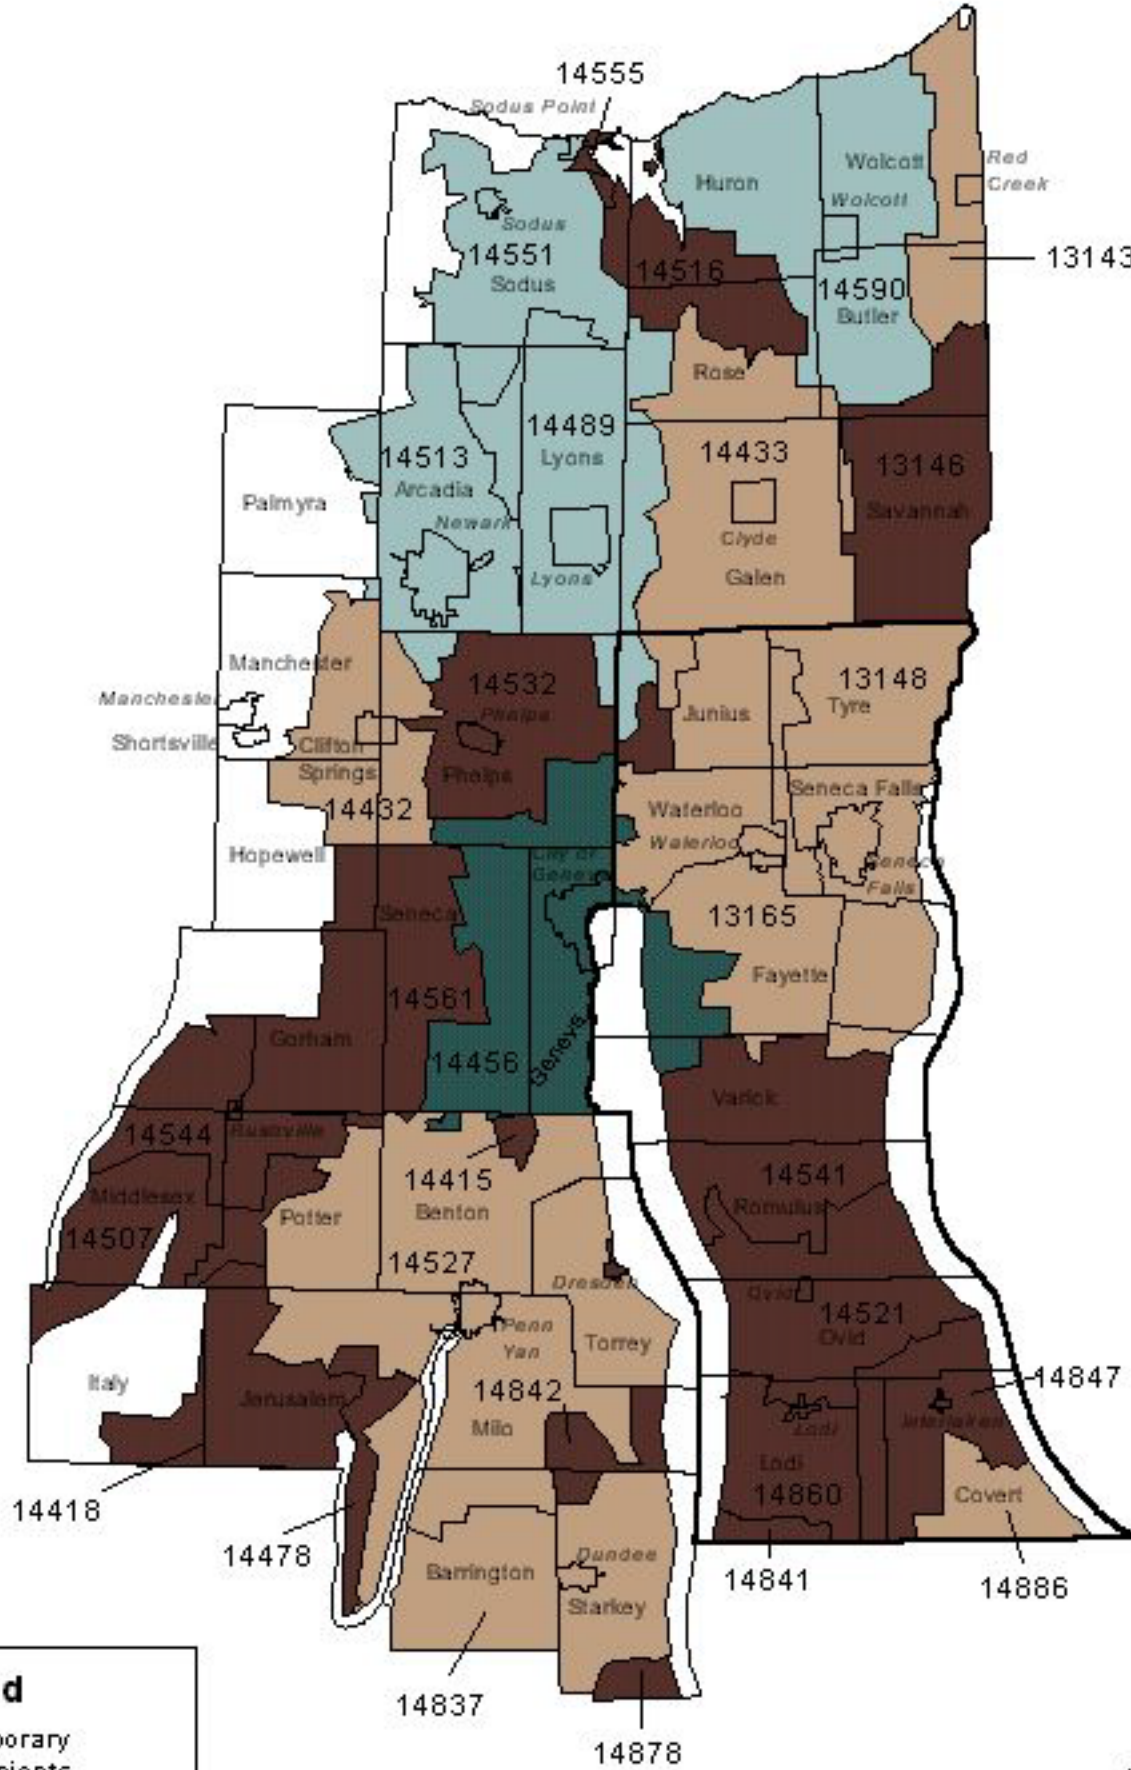 14555
Sodus Point
Wolcott
Red
Creek
Huron
Wolcott
Sodus
14551
Sodus
14516
13143
14590
Butler
Rose
14489
Lyons
14433
14513
Arcadia
13146
Savannah
Palmyra
Newark
Clyde
Lyons
Galen
Manchester
14532
13148
Manchester
Phelps
Junius
Tyre
Shortsville
Clifton
Springs
Phelps
Seneca Falls
14432
Waterloo
Waterloo
Hopewell
City of
Geneva
Seneca
Falls
Seneca
13165
Fayette
14561
Gorham
14456
Geneva
Varick
14544
Rushville
14415
14541
Middlesex
Romulus
Potter
Benton
14507
14527
Dresden
Ovid
14521
Ovid
Penn
Yan
Torrey
Italy
14842
14847
Jerusalem
Milo
Lodi
Interlaken
Lodi
14860
Covert
14418
14478
Barrington
Dundee
14841
14886
Starkey
14837
14878
d
orary